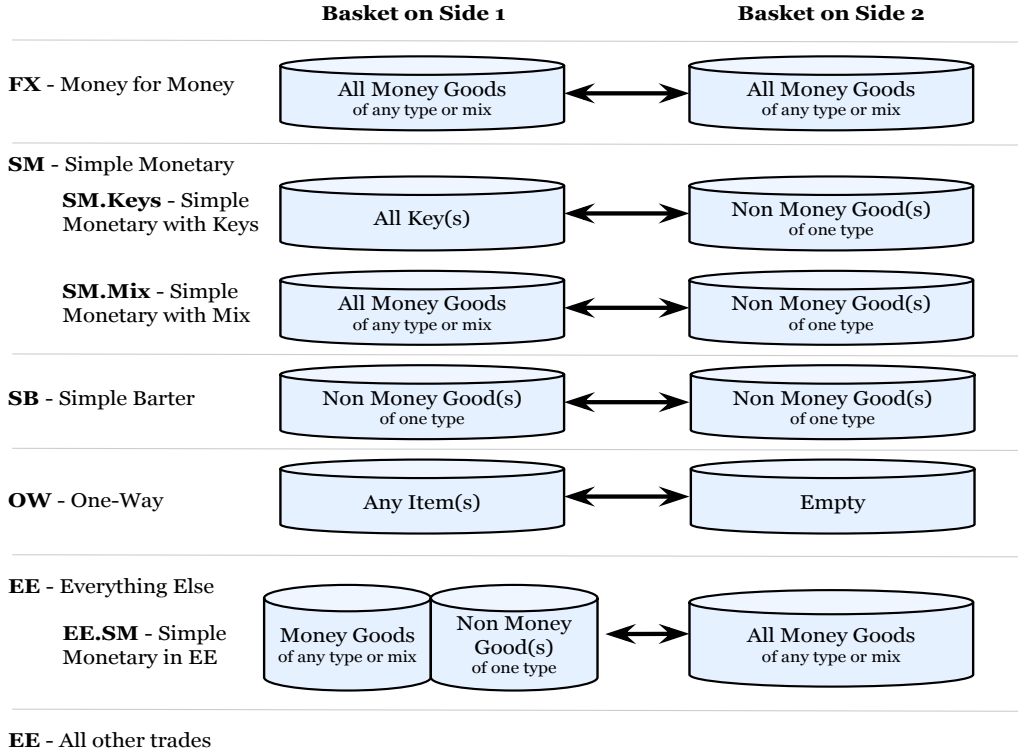 Basket on Side 1 Basket on Side 2
FX - Money for Money
All Money Goods
of any type or mix
All Money Goods
of any type or mix
SM - Simple Monetary
SM.Keys - Simple
Monetary with Keys
All Key(s)
Non Money Good(s)
of one type
SM.Mix - Simple
Monetary with Mix
All Money Goods
of any type or mix
Non Money Good(s)
of one type
SB - Simple Barter
Non Money Good(s)
of one type
Non Money Good(s)
of one type
OW - One-Way
Any Item(s)
Empty
EE - Everything Else
EE.SM - Simple
Monetary in EE
Money Goods
of any type or mix
Non Money
Good(s)
of one type
All Money Goods
of any type or mix
EE - All other trades